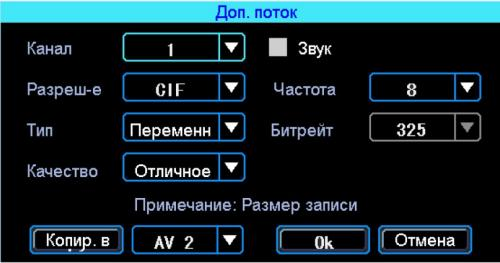 Доп. поток
Канал 1 Звук
Разреш-е CIF Частота 8
Тип Переменн Битрейт 325
Качество Отличное
Примечание: Размер записи
Копир. в AV 2 Ok Отмена